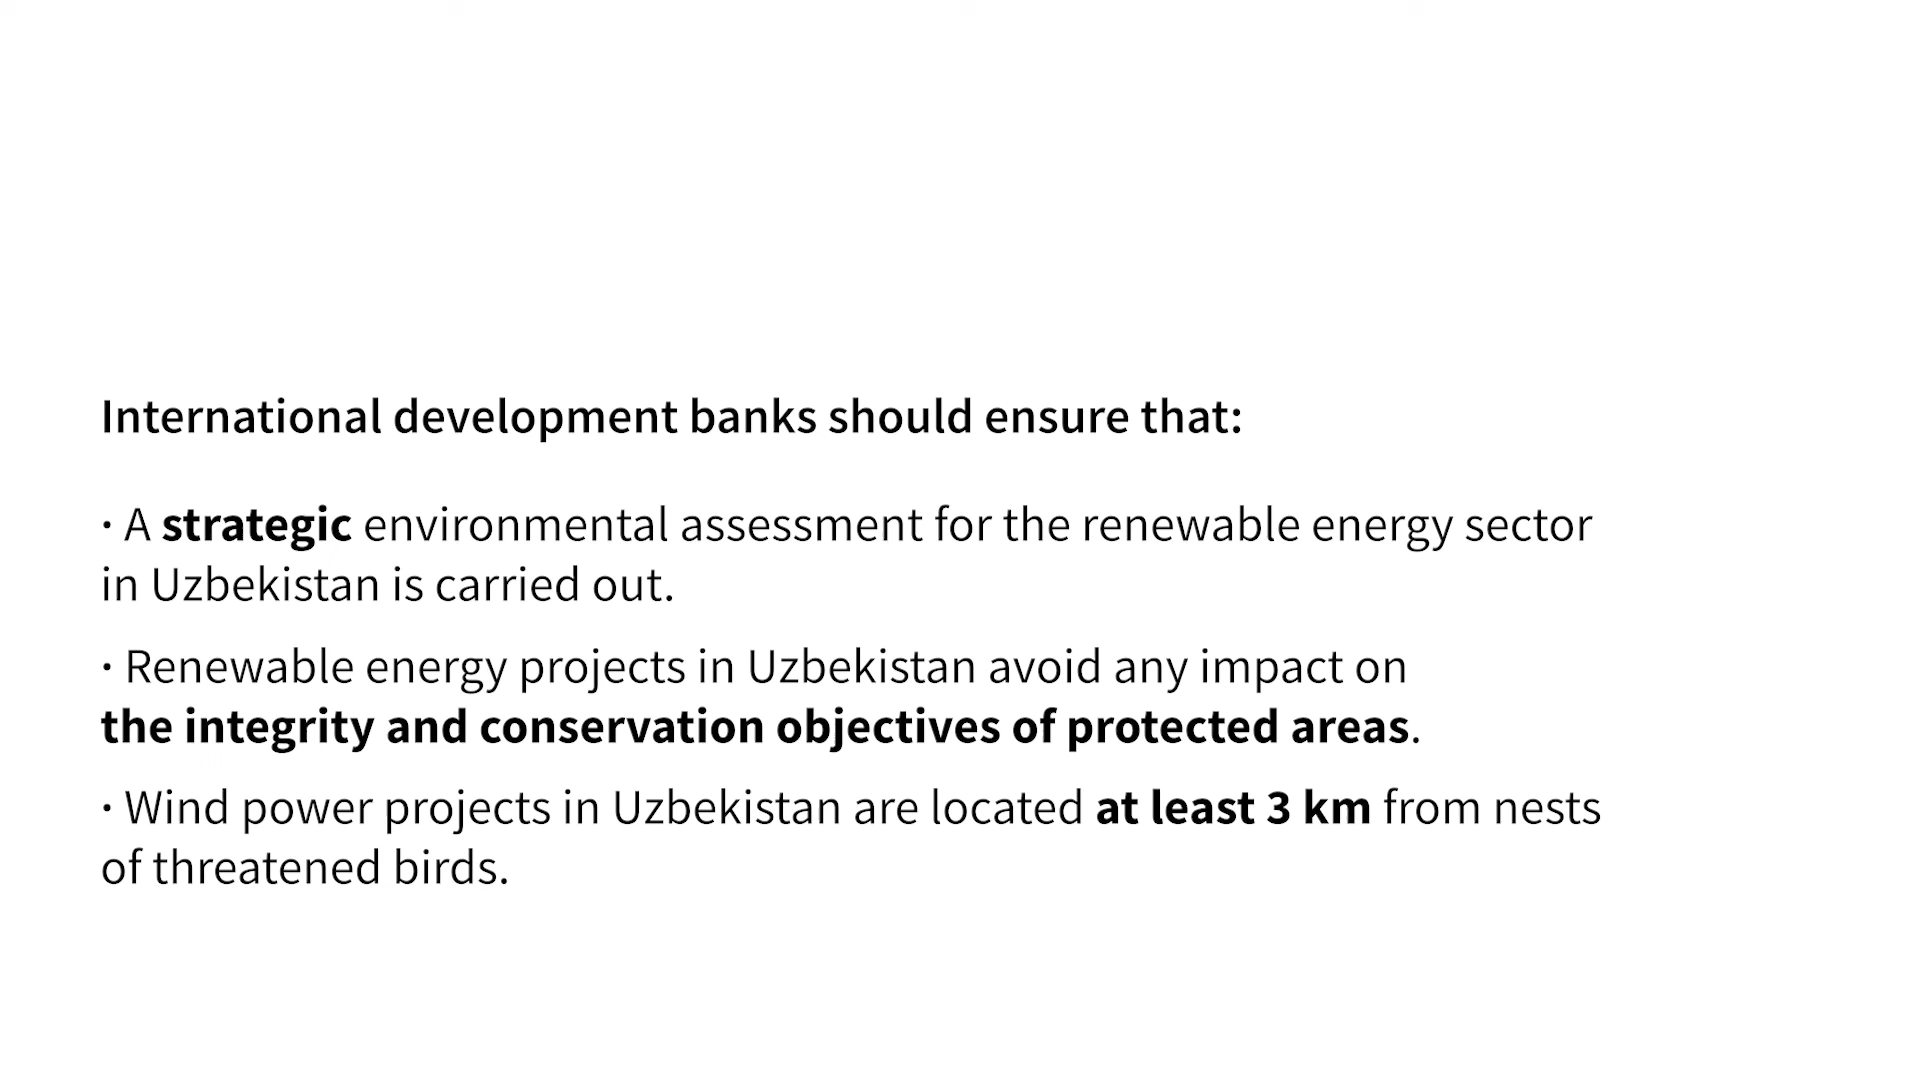 International development banks should ensure that:
· A strategic environmental assessment for the renewable energy sector
in Uzbekistan is carried out.
· Renewable energy projects in Uzbekistan avoid any impact on
the integrity and conservation objectives of protected areas.
· Wind power projects in Uzbekistan are located at least 3 km from nests
of threatened birds.